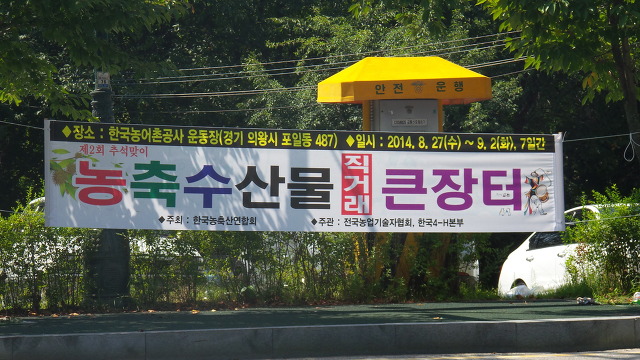 안전 운행
◆장소 : 한국농어촌공사 운동장(경기 의왕시 포일동 487) ◆일시 : 2014. 8. 27(수) ~ 9. 2(화), 7일간
제2회 추석맞이
농축수산물 직거래 큰장터
◆주최 : 한국농축산연합회 ◆주관 : 전국농업기술자협회, 한국4-H본부